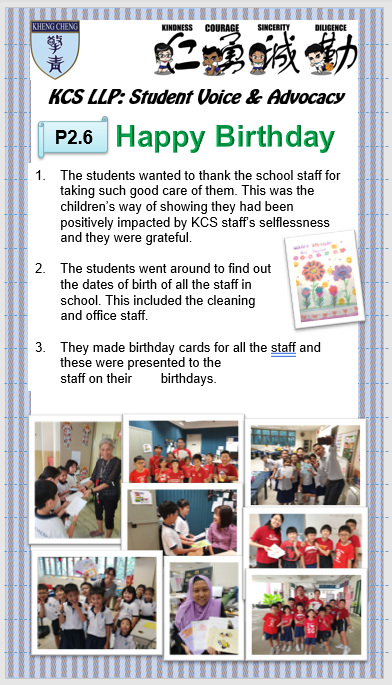 KHENG CHENG
擎青
KINDNESS COURAGE SINCERITY DILIGENCE
仁 勇 诚 勤
KCS LLP: Student Voice & Advocacy
P2.6 Happy Birthday
1. The students wanted to thank the school staff for
taking such good care of them. This was the
children's way of showing they had been
positively impacted by KCS staff's selflessness
and they were grateful.
2. The students went around to find out
the dates of birth of all the staff in
school. This included the cleaning
and office staff.
3. They made birthday cards for all the staff and
these were presented to the
staff on their birthdays.